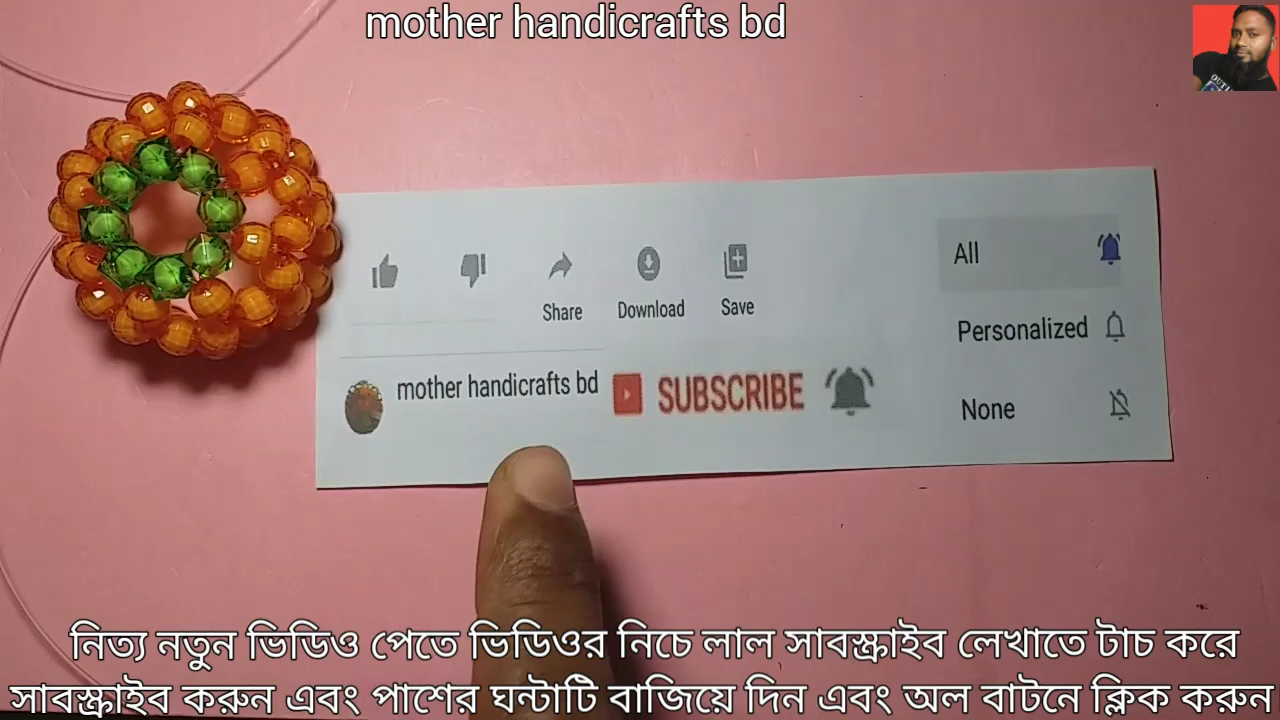 mother handicrafts bd
All
Share
Download
Save
Personalized
mother handicrafts bd
SUBSCRIBE
None
নিত্য নতুন ভিডিও পেতে ভিডিওর নিচে লাল সাবস্ক্রাইব লেখাতে টাচ করে
সাবস্ক্রাইব করুন এবং পাশের ঘন্টাটি বাজিয়ে দিন এবং অল বাটনে ক্লিক করুন